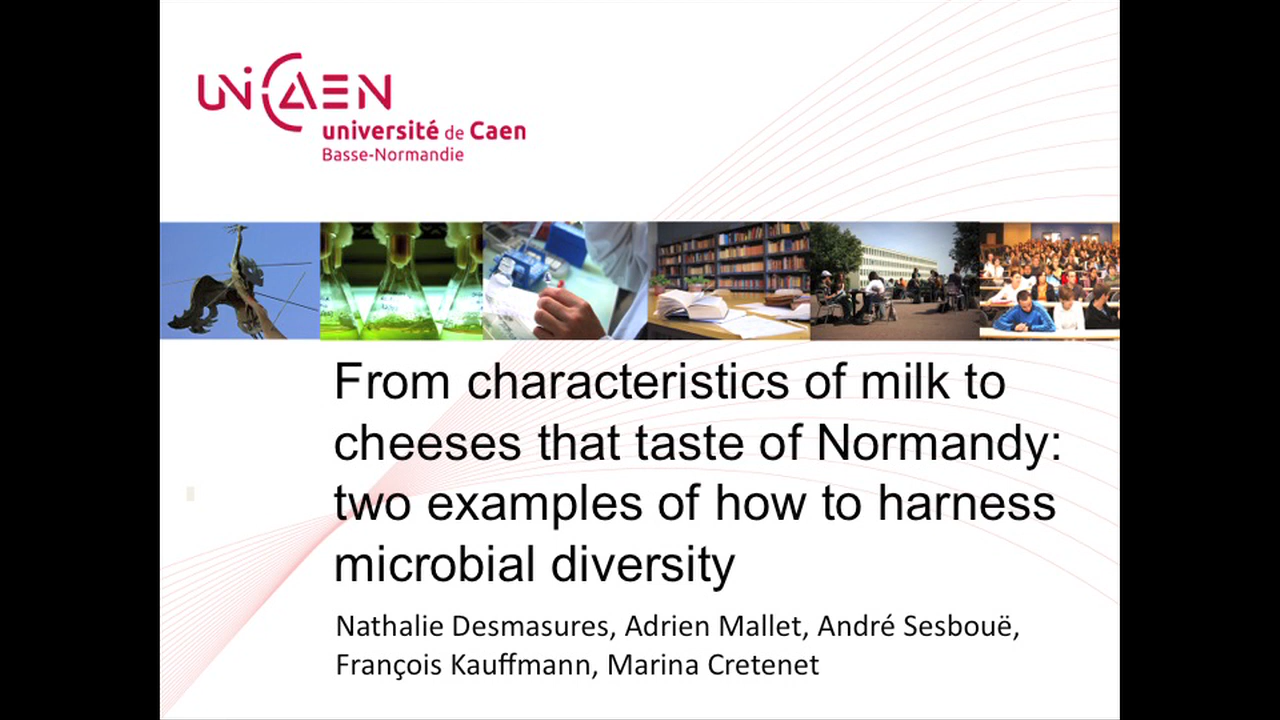 UNICAEN
université de Caen
Basse-Normandie
From characteristics of milk to
cheeses that taste of Normandy:
two examples of how to harness
microbial diversity
Nathalie Desmasures, Adrien Mallet, André Sesbouë,
François Kauffmann, Marina Cretenet